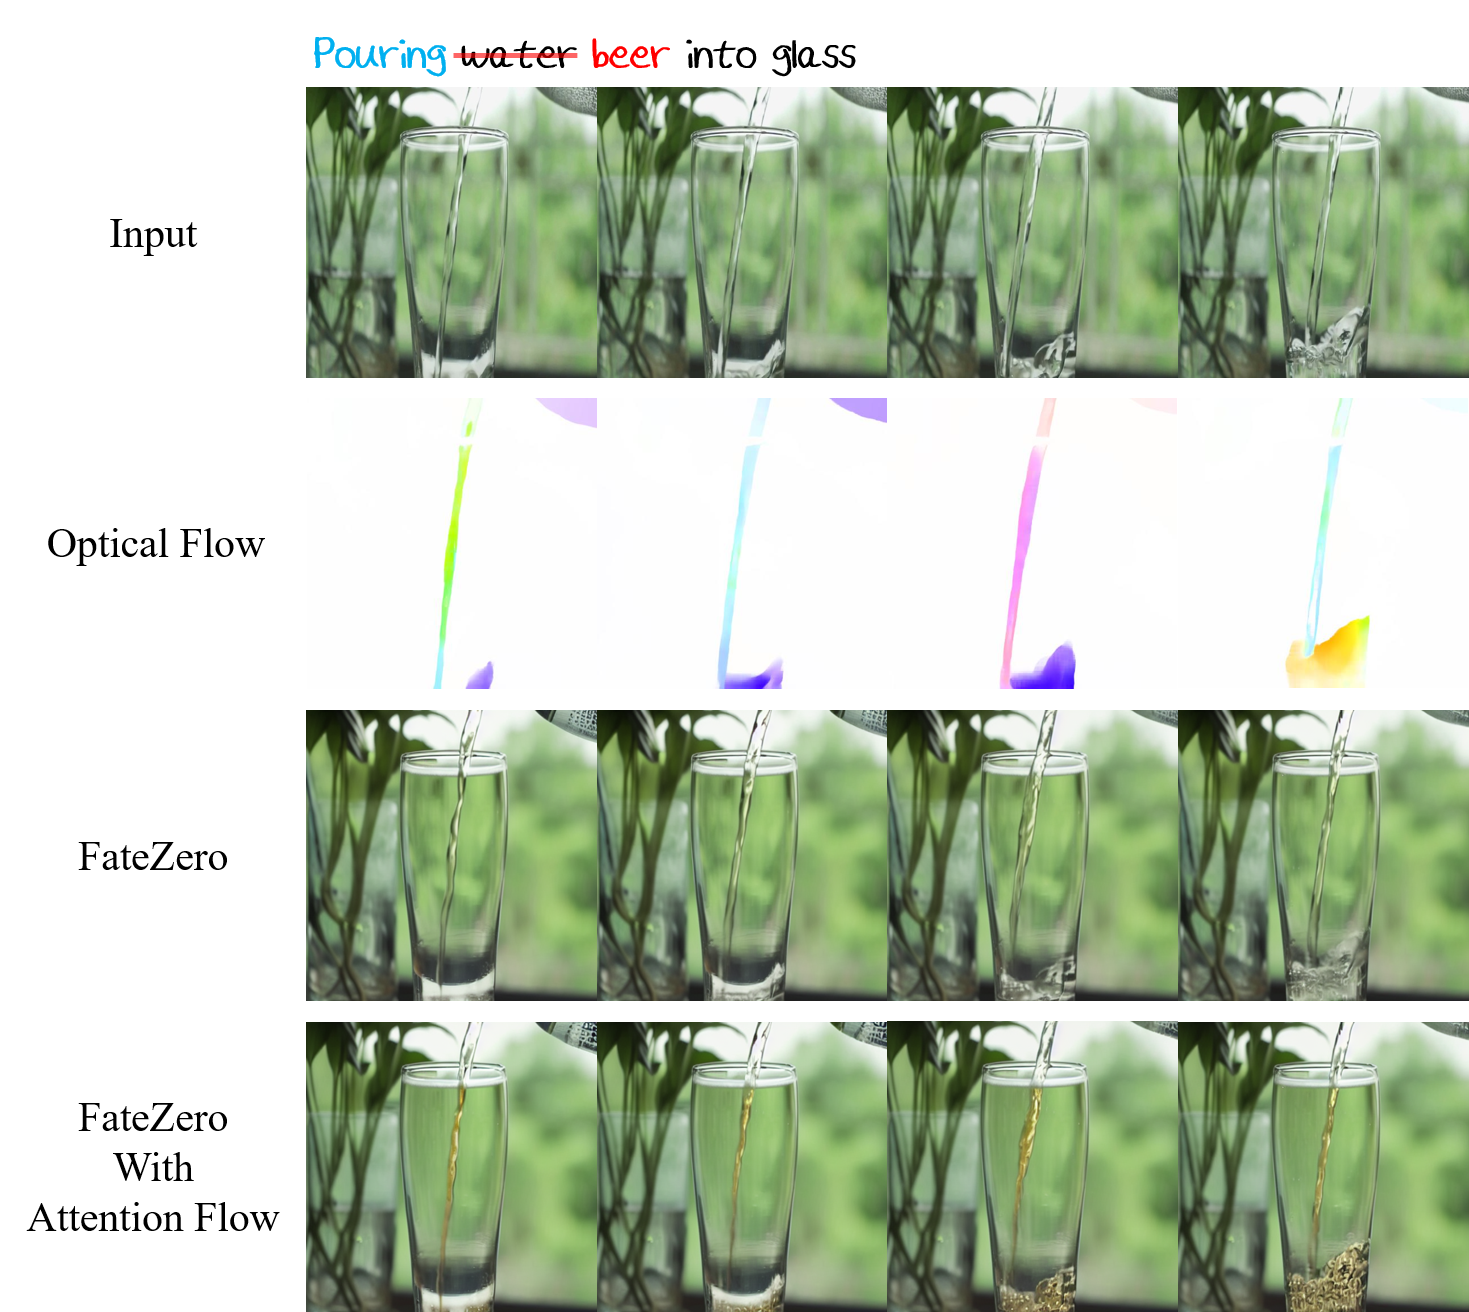 Pouring water beer into glass
Input
Optical Flow
FateZero
FateZero
With
Attention Flow